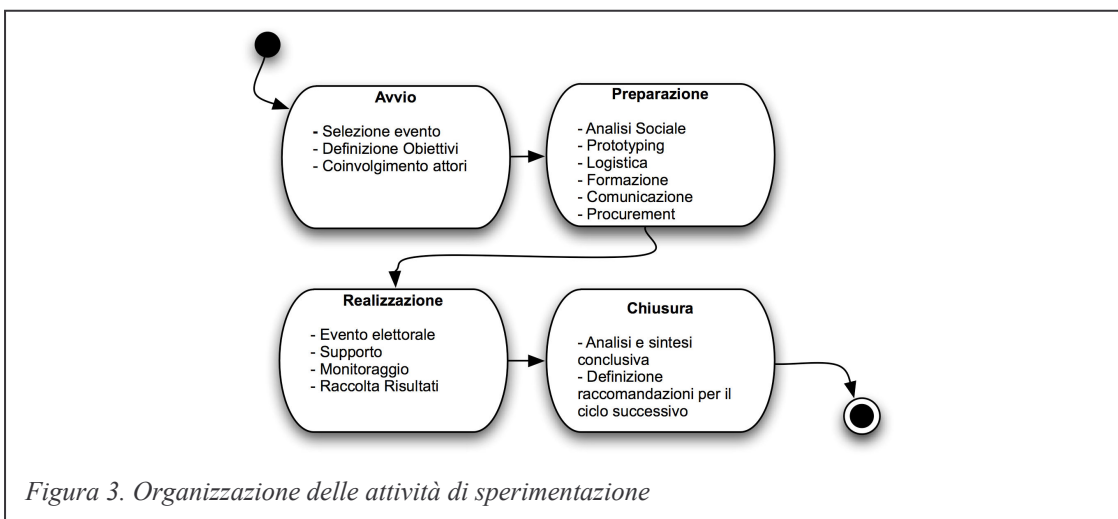 Avvio
- Selezione evento
- Definizione Obiettivi
- Coinvolgimento attori
Preparazione
- Analisi Sociale
- Prototyping
- Logistica
- Formazione
- Comunicazione
- Procurement
Realizzazione
- Evento elettorale
- Supporto
- Monitoraggio
- Raccolta Risultati
Chiusura
- Analisi e sintesi
conclusiva
- Definizione
raccomandazioni per il
ciclo successivo
Figura 3. Organizzazione delle attività di sperimentazione